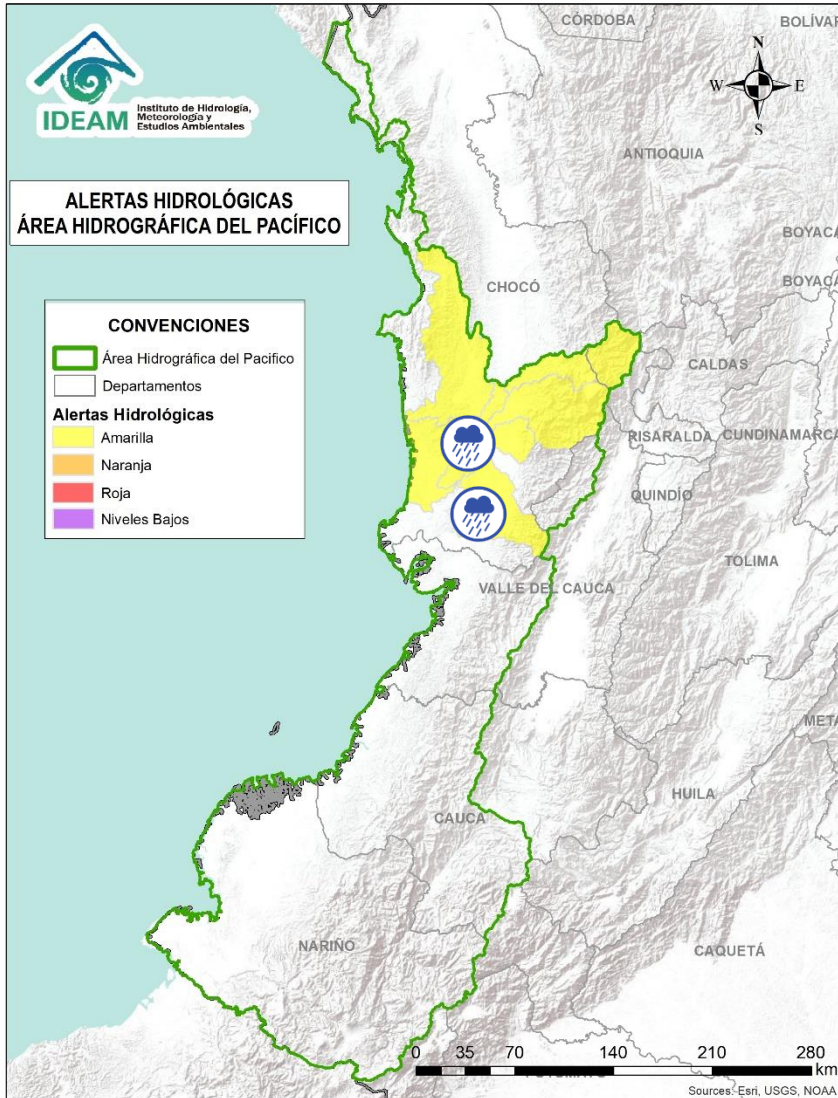 CÓRDOBA
BOLÍVAR
N
W
E
S
IDEAM
Instituto de Hidrología,
Meteorología y
Estudios Ambientales
ANTIOQUIA
ALERTAS HIDROLÓGICAS
ÁREA HIDROGRÁFICA DEL PACÍFICO
BOYACÁ
BOYACÁ
CHOCÓ
CONVENCIONES
Área Hidrográfica del Pacifico
Departamentos
Alertas Hidrológicas
Amarilla
Naranja
Roja
Niveles Bajos
CALDAS
RISARALDA
CUNDINAMARCA
QUINDÍO
TOLIMA
VALLE DEL CAUCA
META
HUILA
CAUCA
NARIÑO
CAQUETÁ
0 35 70 140 210 280
km
Sources: Esri, USGS, NOAA